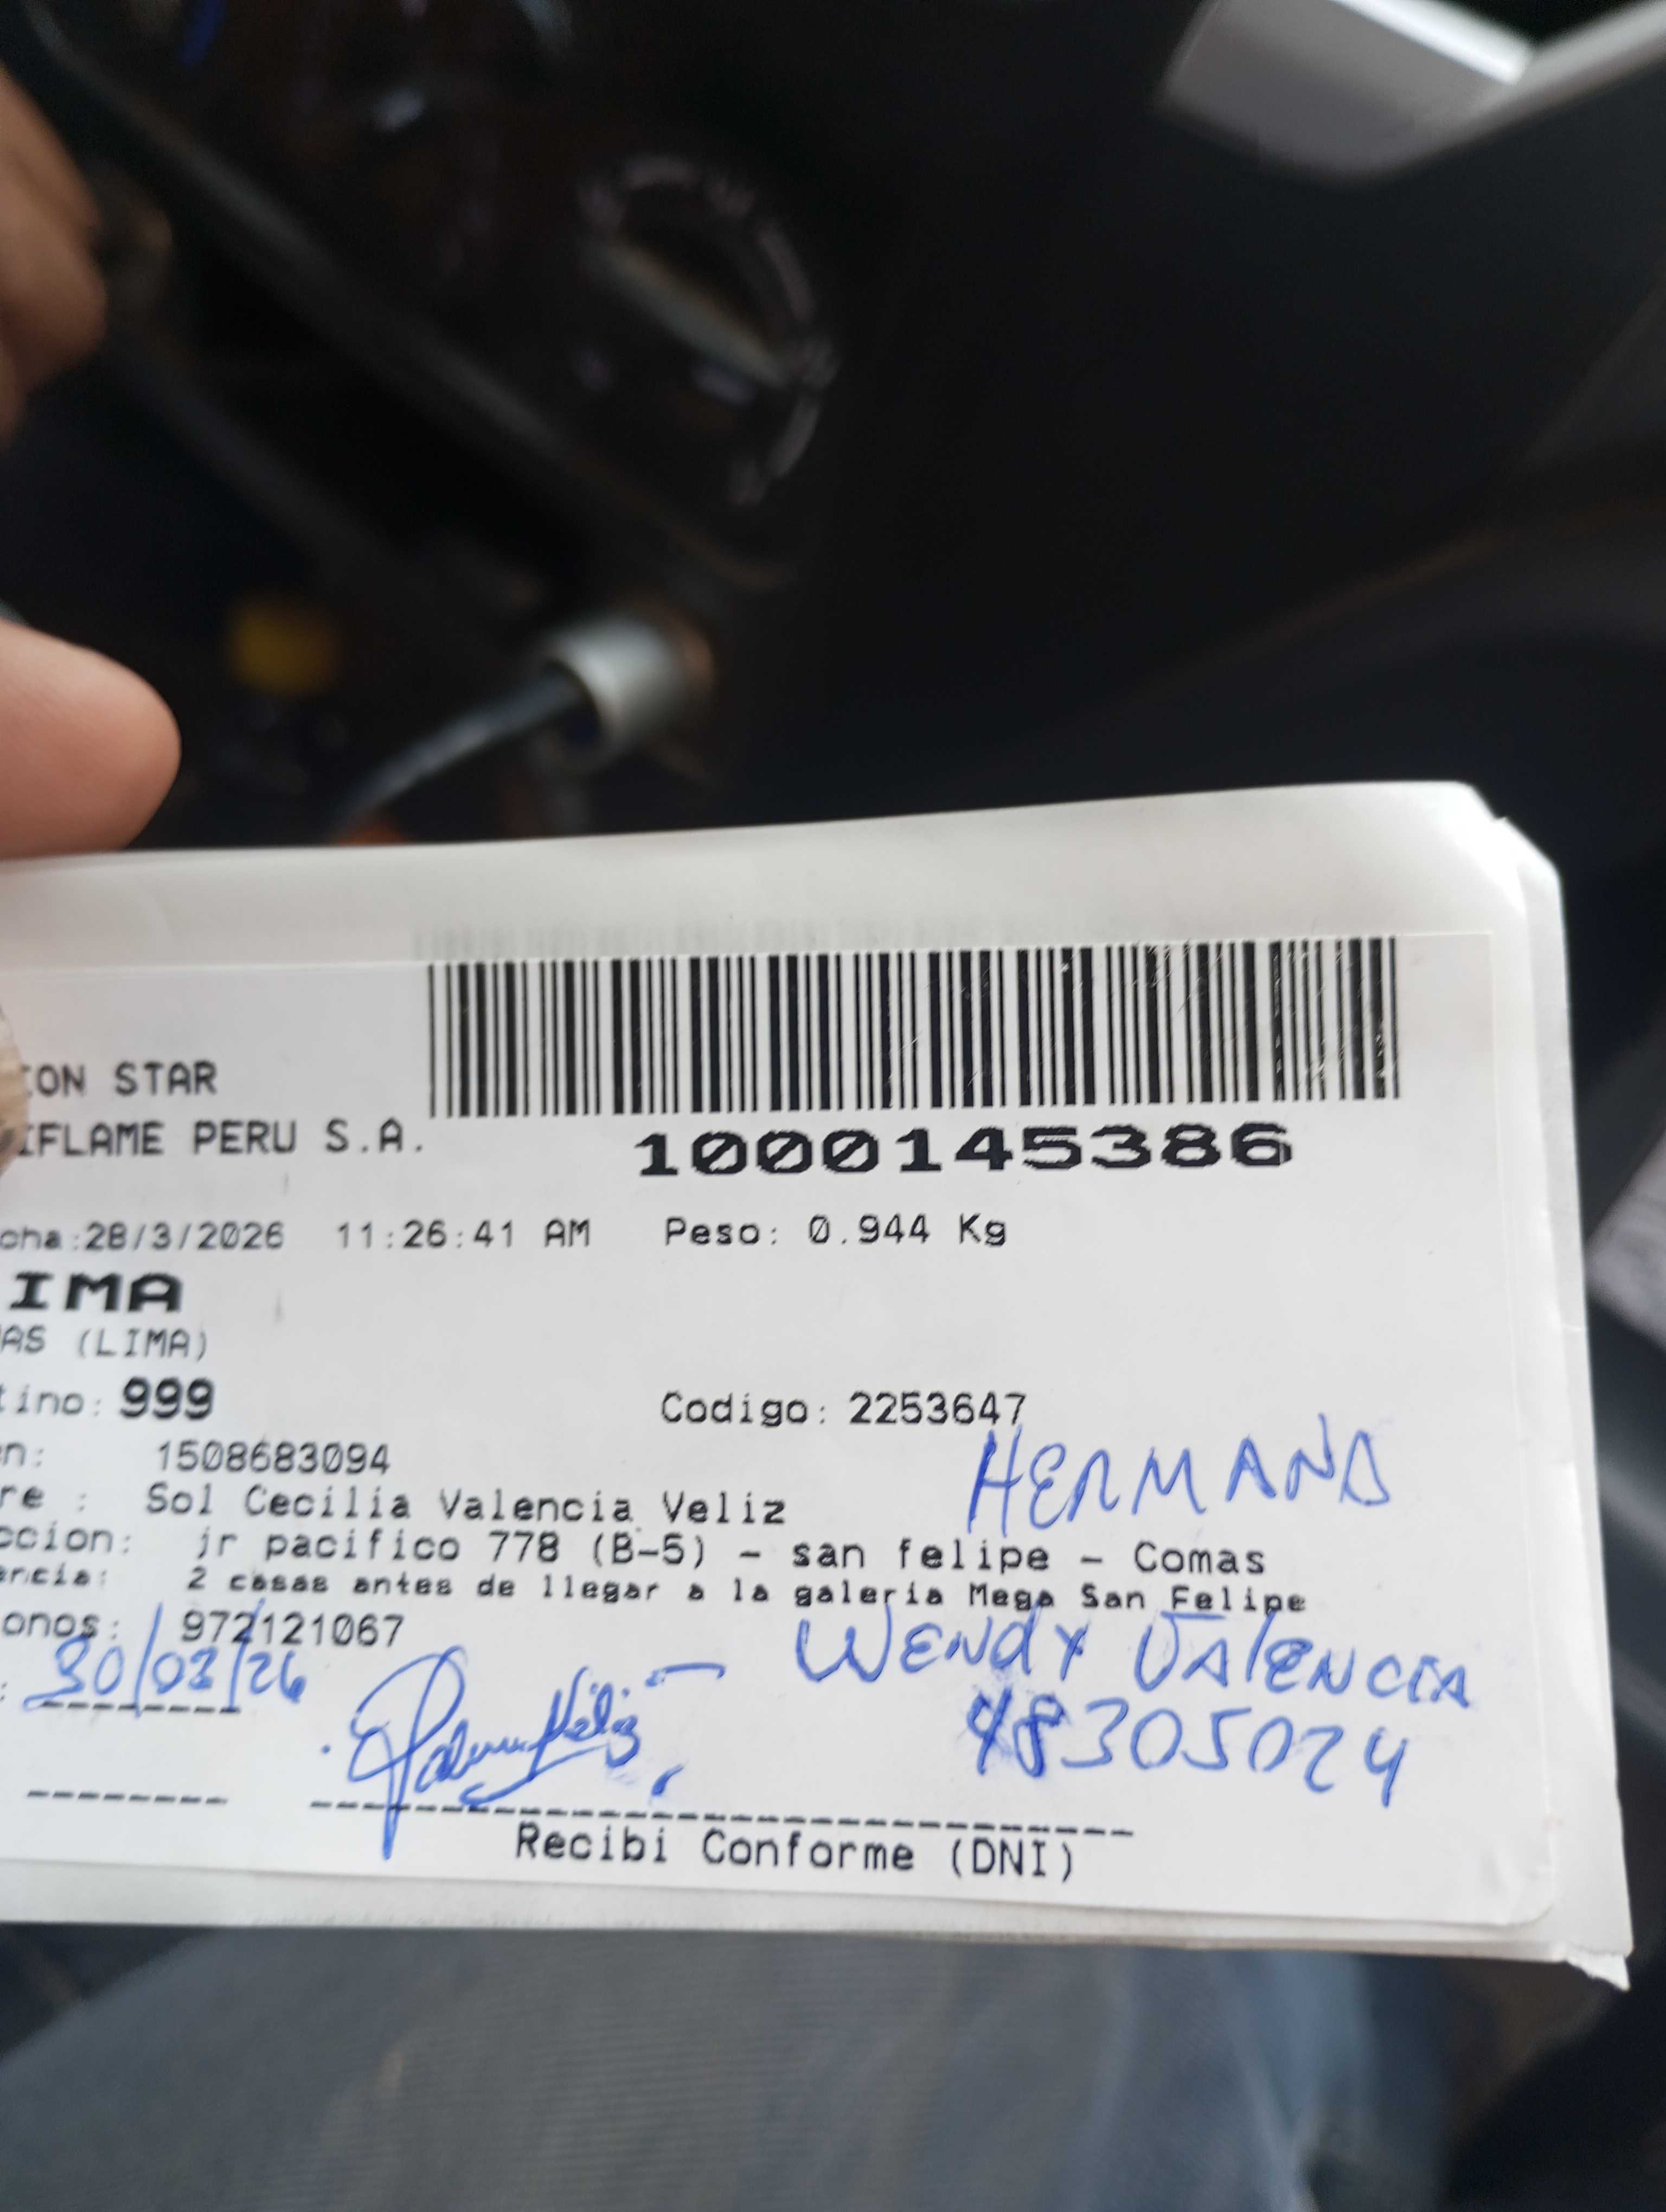 ON STAR
IFLAME PERU S.A.
1000145386
cha:28/3/2026 11:26:41 AM Peso: 0.944 Kg
IMA
AS (LIMA)
tino: 999 Codigo: 2253647
n: 1508683094
HERMANA
re : Sol Cecilia Valencia Veliz
ccion: jr pacifico 778 (B-5) - san felipe - Comas
encia: 2 casas antes de llegar a la galeria Mega San Felipe
onos: 972121067
WENDY VALENCIA
: 30/03/26
48305024
Recibi Conforme (DNI)